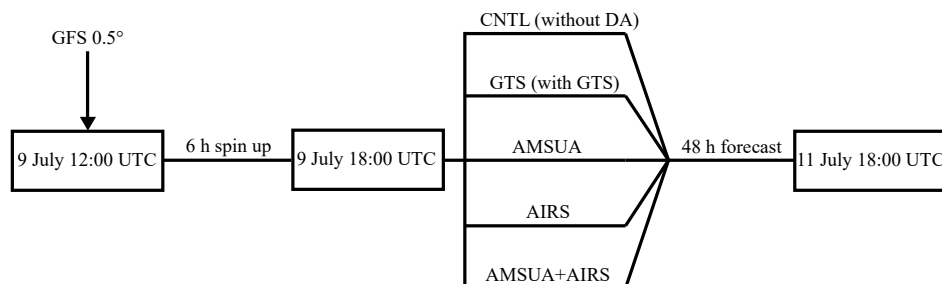 GFS 0.5°
9 July 12:00 UTC
6 h spin up
9 July 18:00 UTC
CNTL (without DA)
GTS (with GTS)
AMSUA
AIRS
AMSUA+AIRS
48 h forecast
11 July 18:00 UTC